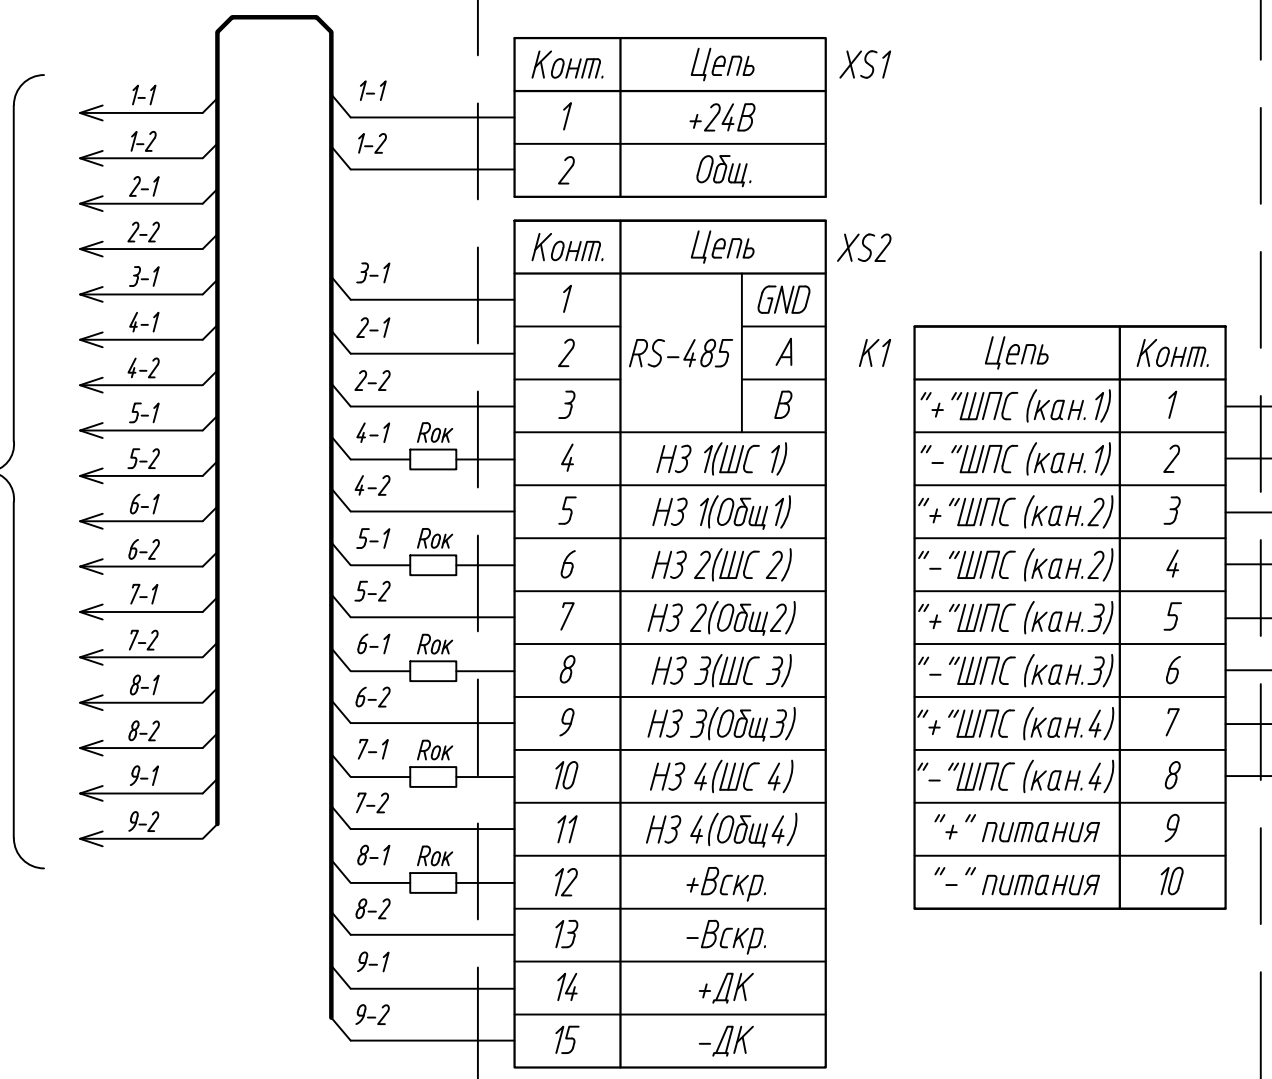 1-1
1-2
2-1
2-2
3-1
4-1
4-2
5-1
5-2
6-1
6-2
7-1
7-2
8-1
8-2
9-1
9-2
1-1
1-2
3-1
2-1
2-2
4-1 Rок
4-2
5-1 Rок
5-2
6-1 Rок
6-2
7-1 Rок
7-2
8-1 Rок
8-2
9-1
9-2
Конт. Цепь XS1
1 +24В
2 Общ.
Конт. Цепь XS2
1 RS-485 GND
2 A
3 B
4 НЗ 1(ШС 1)
5 НЗ 1(Общ1)
6 НЗ 2(ШС 2)
7 НЗ 2(Общ2)
8 НЗ 3(ШС 3)
9 НЗ 3(Общ3)
10 НЗ 4(ШС 4)
11 НЗ 4(Общ4)
12 +Вскр.
13 -Вскр.
14 +ДК
15 -ДК
К1 Цепь Конт.
"+"ШПС (кан.1) 1
"-"ШПС (кан.1) 2
"+"ШПС (кан.2) 3
"-"ШПС (кан.2) 4
"+"ШПС (кан.3) 5
"-"ШПС (кан.3) 6
"+"ШПС (кан.4) 7
"-"ШПС (кан.4) 8
"+" питания 9
"-" питания 10